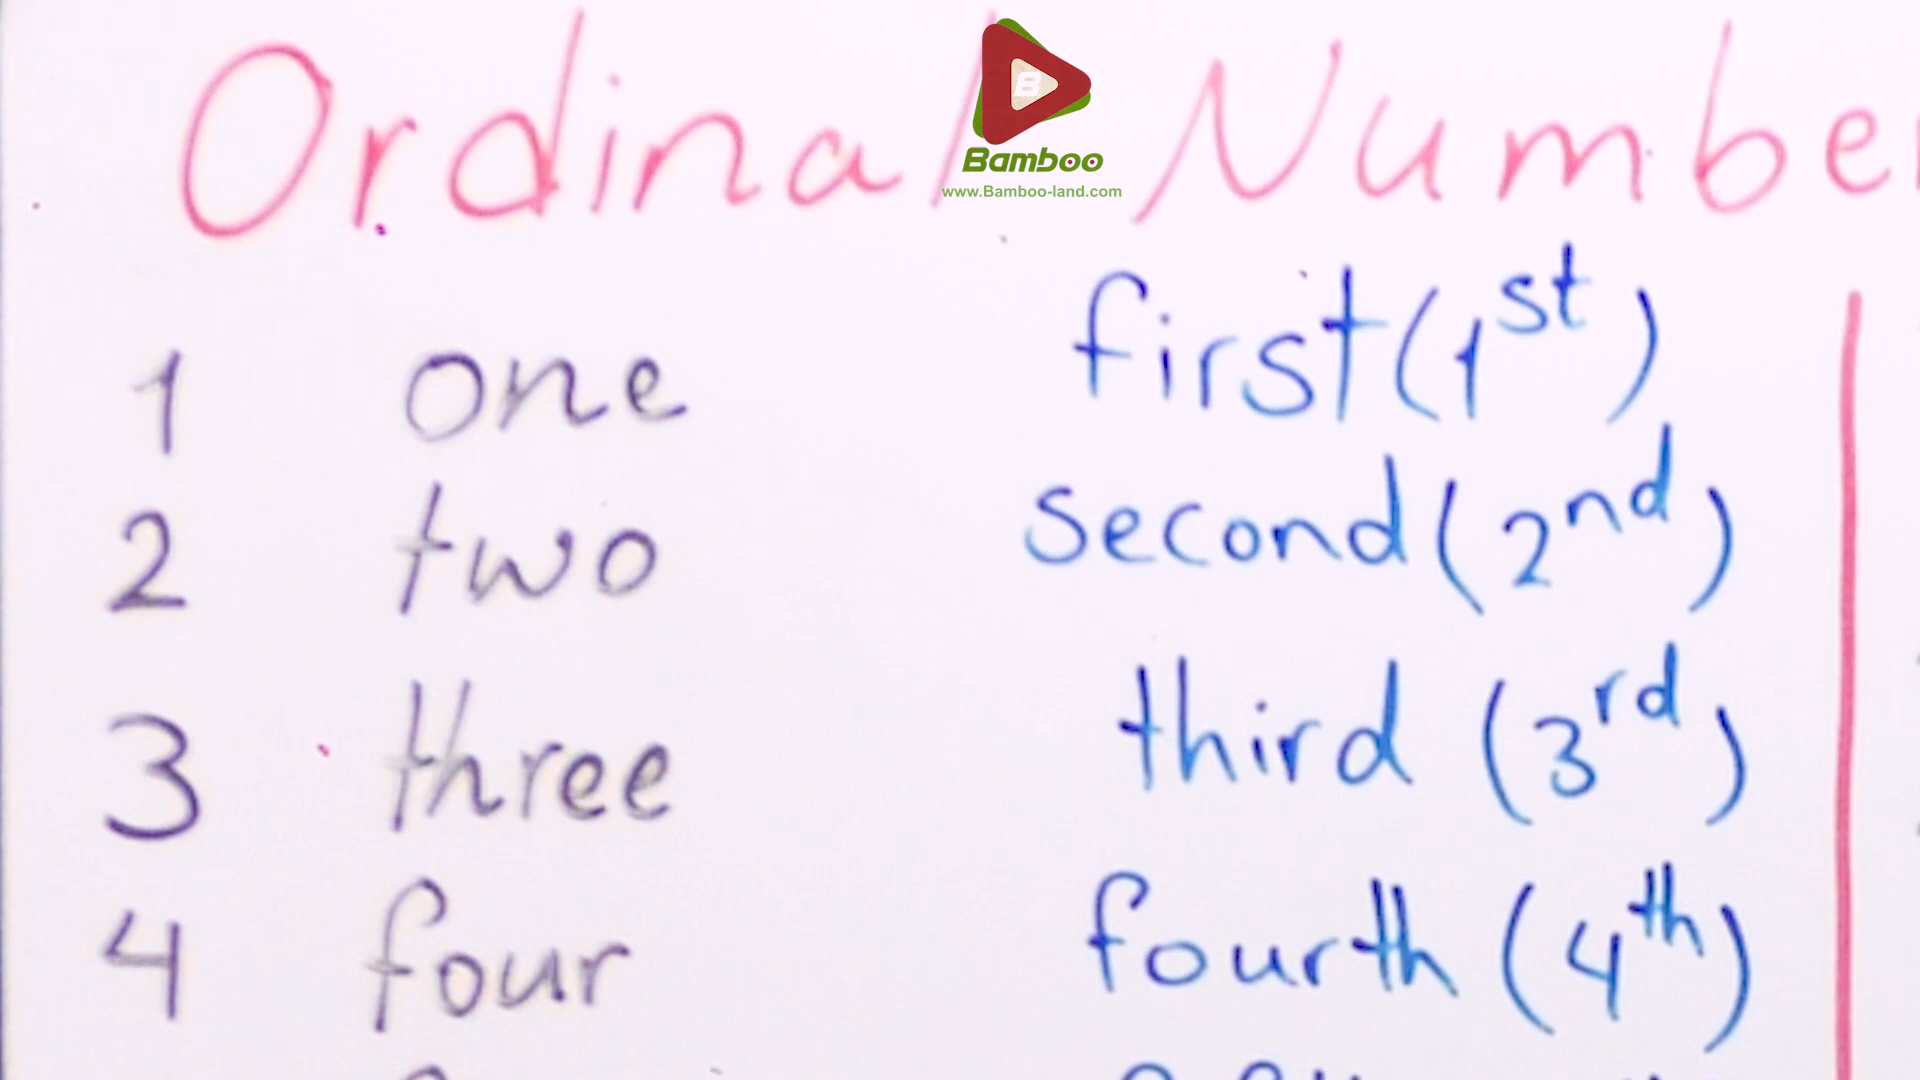 Ordinal Number
Bamboo
www.Bamboo-land.com
1 one first (1st)
2 two second (2nd)
3 three third (3rd)
4 four fourth (4th)